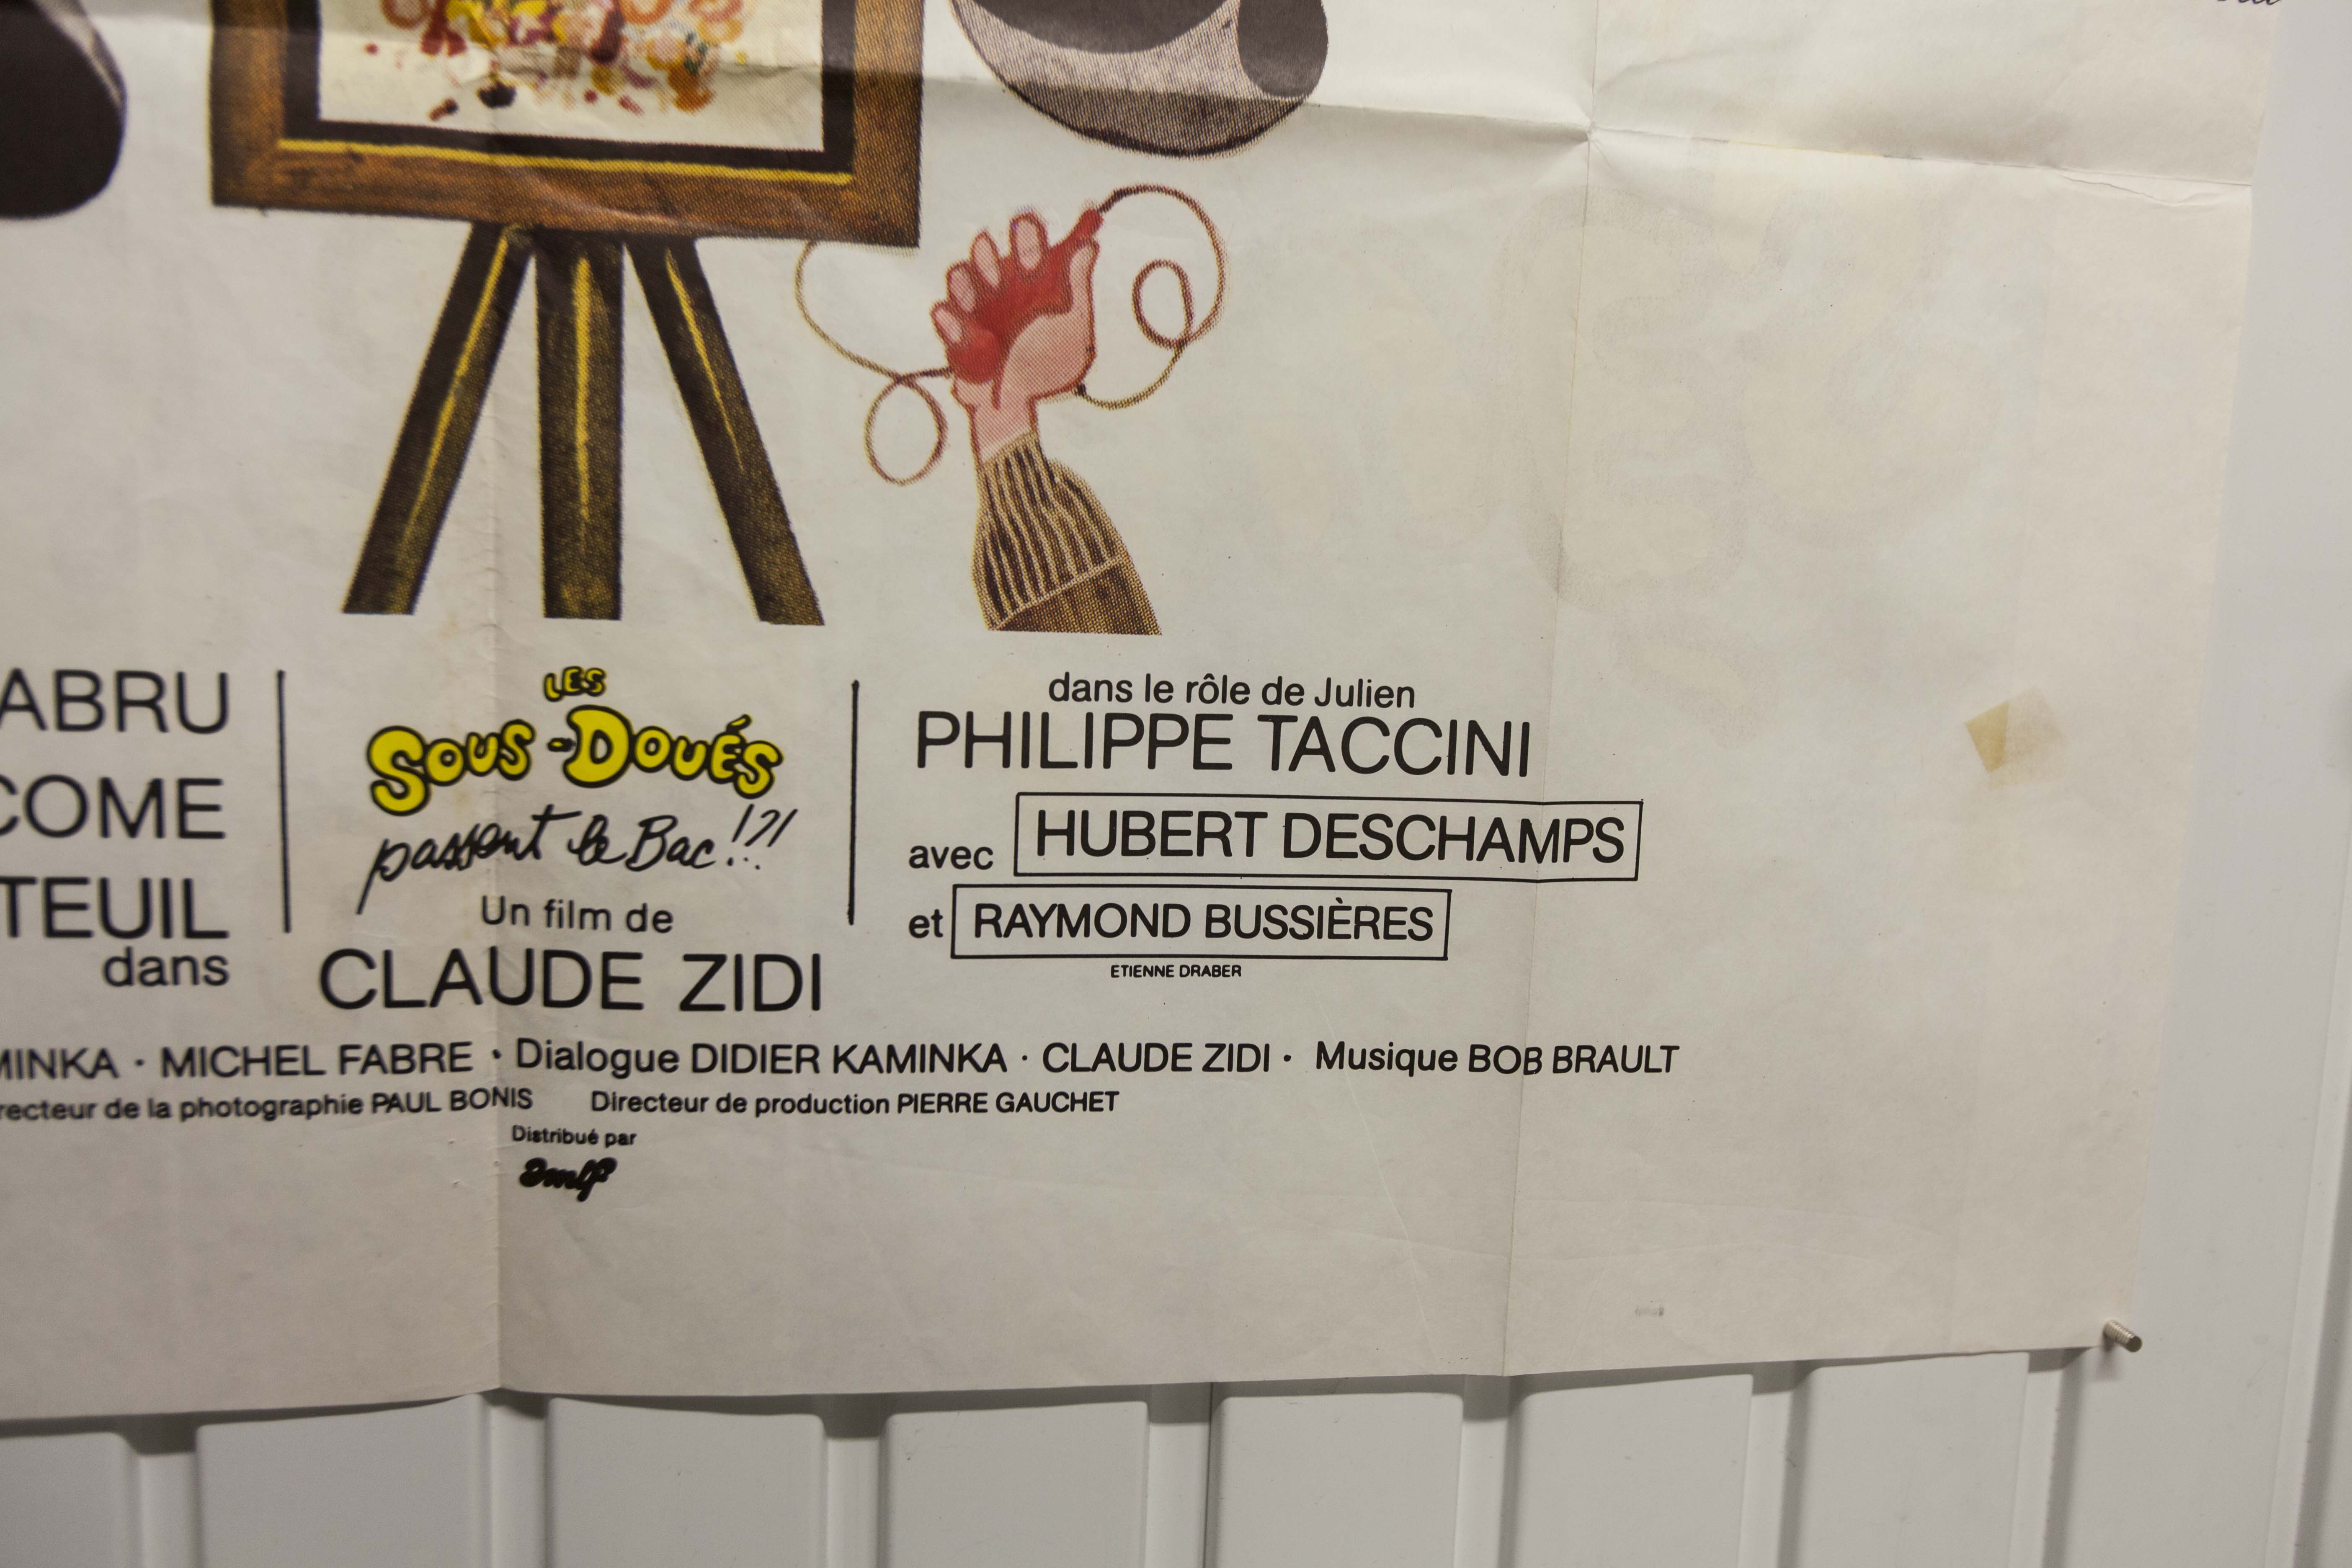 ABRU
COME
TEUIL
dans
LES
SOUS-DOUÉS
passent le Bac!?!
Un film de
CLAUDE ZIDI
dans le rôle de Julien
PHILIPPE TACCINI
avec HUBERT DESCHAMPS
et RAYMOND BUSSIÈRES
ETIENNE DRABER
MINKA · MICHEL FABRE · Dialogue DIDIER KAMINKA · CLAUDE ZIDI · Musique BOB BRAULT
recteur de la photographie PAUL BONIS Directeur de production PIERRE GAUCHET
Distribué par
amlf